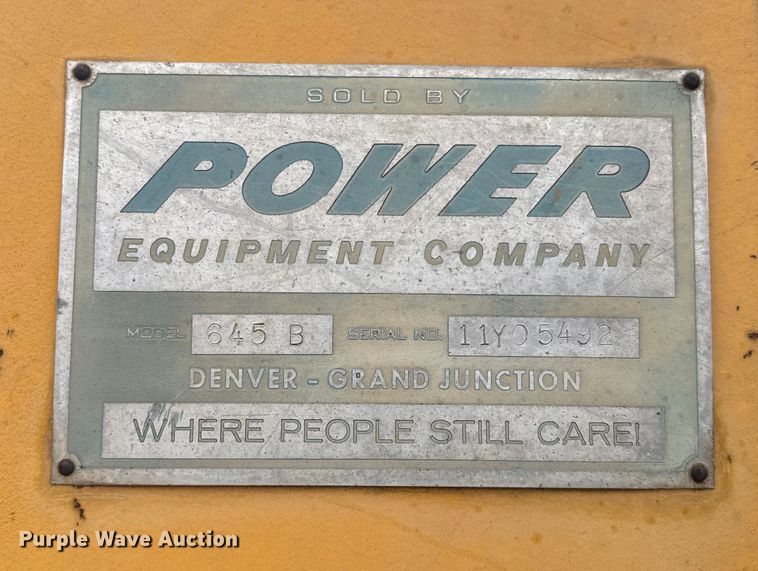 SOLD BY
POWER
EQUIPMENT COMPANY
MODEL 645 B SERIAL NO. 11Y05492
DENVER - GRAND JUNCTION
WHERE PEOPLE STILL CARE!
Purple Wave Auction